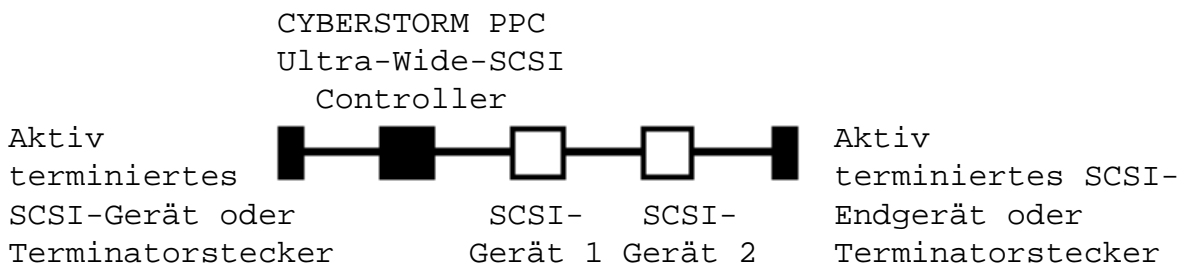 CYBERSTORM PPC
Ultra-Wide-SCSI
Controller
Aktiv
terminiertes
SCSI-Gerät oder
Terminatorstecker
SCSI-
Gerät 1
SCSI-
Gerät 2
Aktiv
terminiertes SCSI-
Endgerät oder
Terminatorstecker